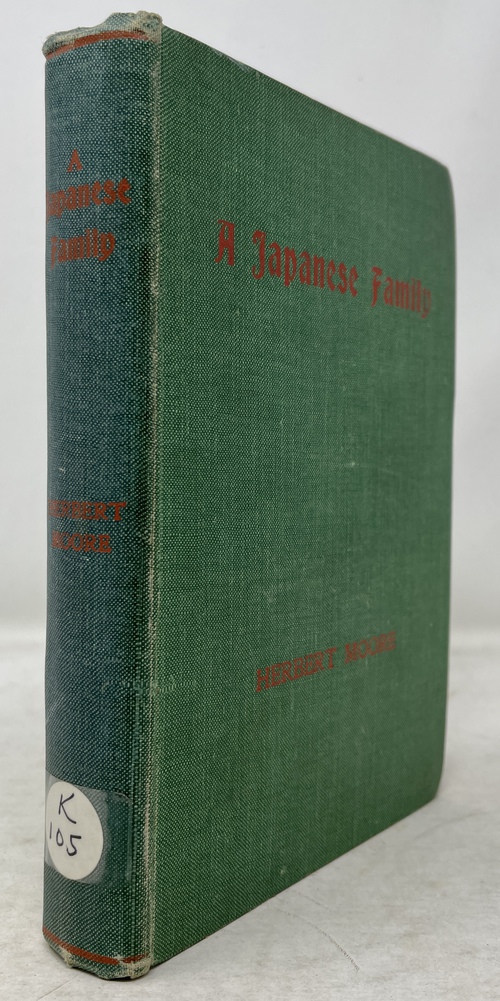 A
Japanese
Family
HERBERT
MOORE
K
105
A Japanese Family
HERBERT MOORE